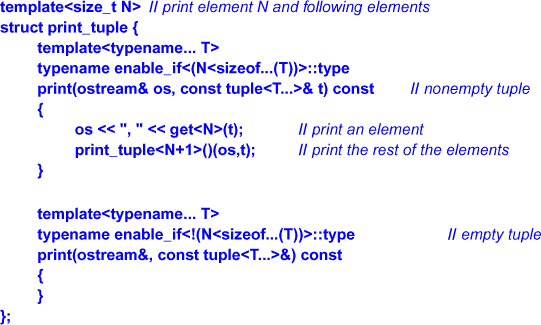 template<size_t N> // print element N and following elements
struct print_tuple {
template<typename... T>
typename enable_if<(N<sizeof...(T))>::type
print(ostream& os, const tuple<T...>& t) const // nonempty tuple
{
os << ", " << get<N>(t); // print an element
print_tuple<N+1>()(os,t); // print the rest of the elements
}
template<typename... T>
typename enable_if<!(N<sizeof...(T))>::type // empty tuple
print(ostream&, const tuple<T...>&) const
{
}
};